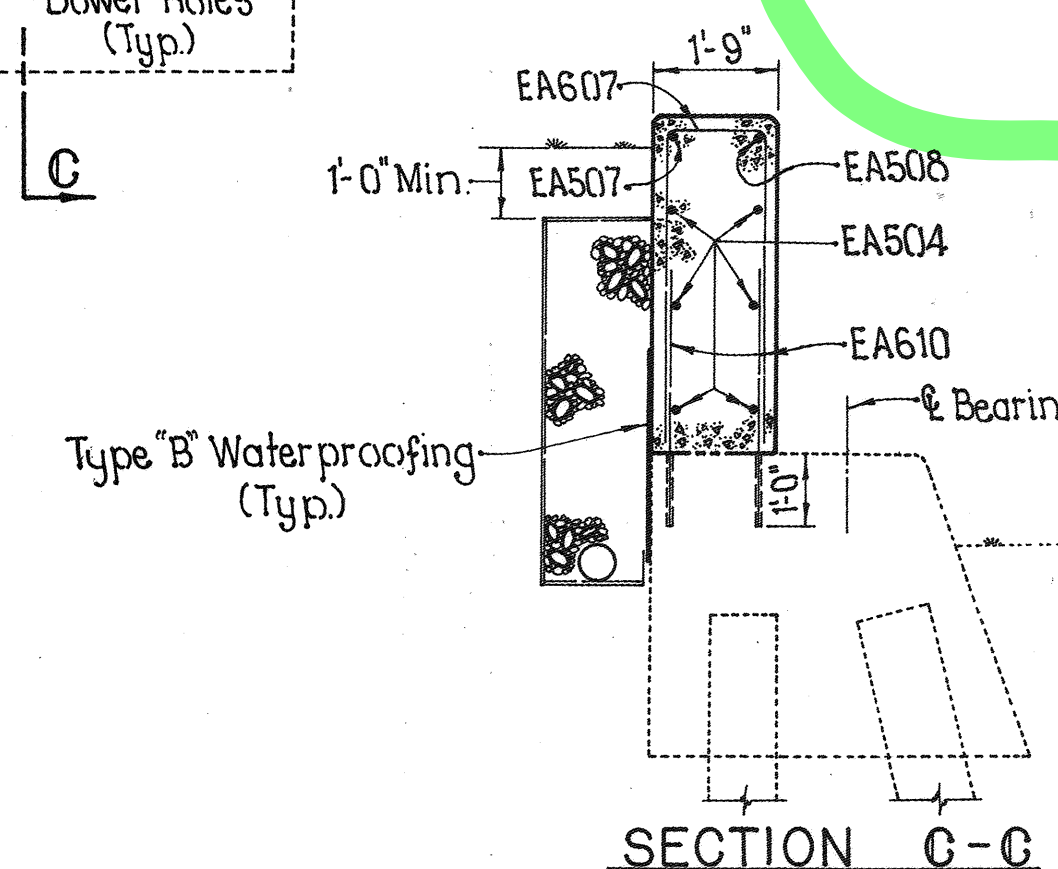 Dowel Holes
(Typ.)
C
1'-9"
EA607
1'-0" Min.
EA507
EA508
EA504
EA610
℄ Bearin
Type "B" Waterproofing
(Typ.)
1'-0"
SECTION C-C